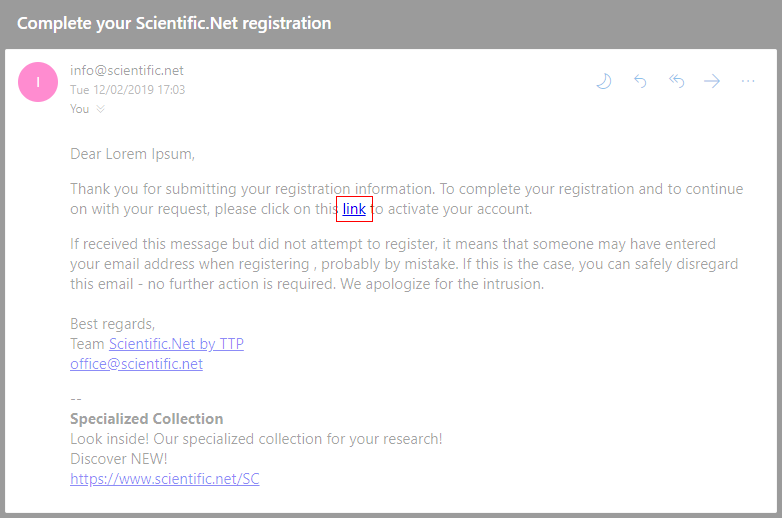 Complete your Scientific.Net registration
I
info@scientific.net
Tue 12/02/2019 17:03
You
Dear Lorem Ipsum,
Thank you for submitting your registration information. To complete your registration and to continue
on with your request, please click on this link to activate your account.
If received this message but did not attempt to register, it means that someone may have entered
your email address when registering , probably by mistake. If this is the case, you can safely disregard
this email - no further action is required. We apologize for the intrusion.
Best regards,
Team Scientific.Net by TTP
office@scientific.net
--
Specialized Collection
Look inside! Our specialized collection for your research!
Discover NEW!
https://www.scientific.net/SC